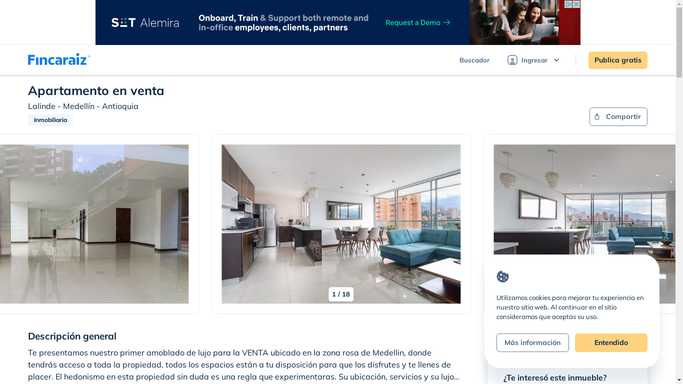 SET Alemira
Onboard, Train & Support both remote and
in-office employees, clients, partners
Request a Demo →
Fincaraiz
Buscador
Ingresar
Publica gratis
Apartamento en venta
Lalinde - Medellín - Antioquia
Inmobiliaria
Compartir
1 / 18
Utilizamos cookies para mejorar tu experiencia en
nuestro sitio web. Al continuar en el sitio
consideramos que aceptas su uso.
Más información
Entendido
Descripción general
Te presentamos nuestro primer amoblado de lujo para la VENTA ubicado en la zona rosa de Medellin, donde
tendrás acceso a toda la propiedad, todos los espacios están a tu disposición para que los disfrutes y te llenes de
placer. El hedonismo en esta propiedad sin duda es una regla que experimentaras. Su ubicación, servicios y su lujo...
¿Te interesó este inmueble?